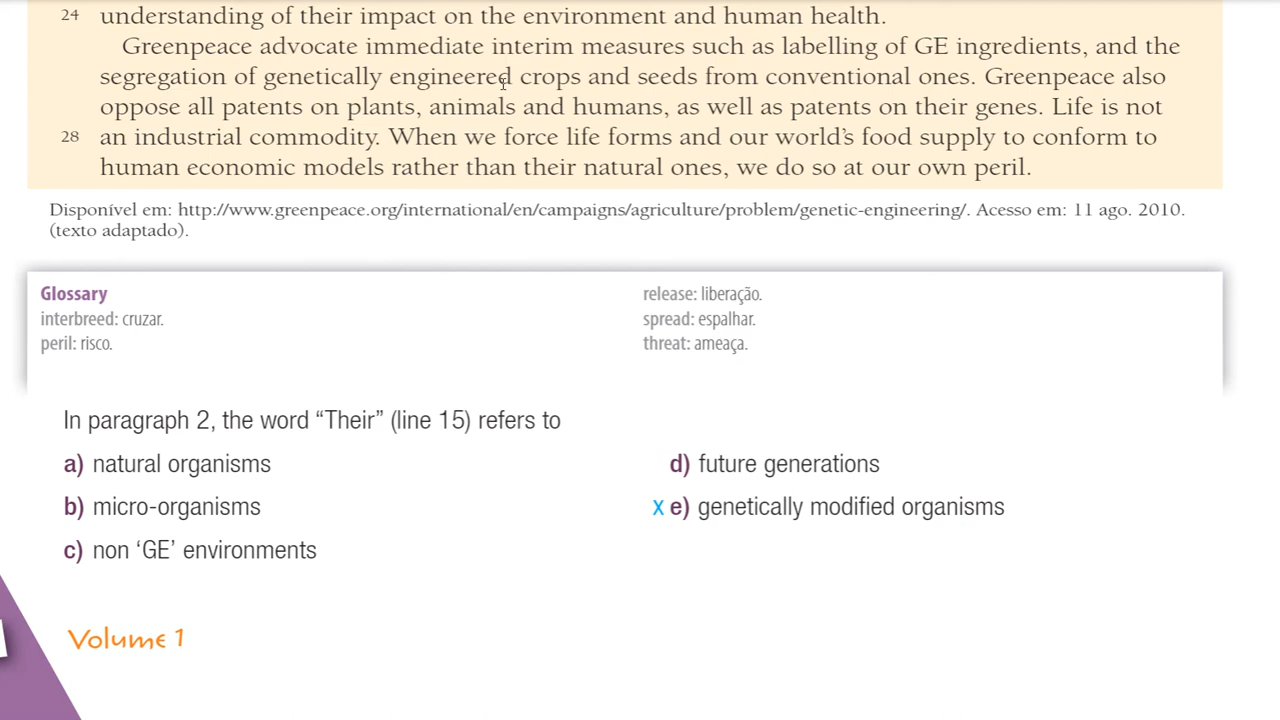 24 understanding of their impact on the environment and human health.
Greenpeace advocate immediate interim measures such as labelling of GE ingredients, and the
segregation of genetically engineered crops and seeds from conventional ones. Greenpeace also
oppose all patents on plants, animals and humans, as well as patents on their genes. Life is not
28 an industrial commodity. When we force life forms and our world's food supply to conform to
human economic models rather than their natural ones, we do so at our own peril.
Disponível em: http://www.greenpeace.org/international/en/campaigns/agriculture/problem/genetic-engineering/. Acesso em: 11 ago. 2010.
(texto adaptado).
Glossary
interbreed: cruzar.
peril: risco.
release: liberação.
spread: espalhar.
threat: ameaça.
In paragraph 2, the word “Their” (line 15) refers to
a) natural organisms
b) micro-organisms
c) non ‘GE’ environments
d) future generations
x e) genetically modified organisms
Volume 1